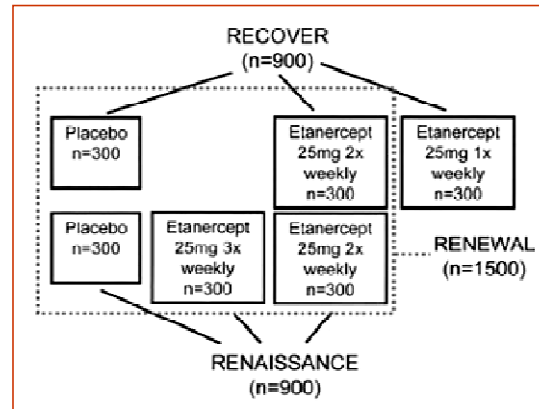 RECOVER
(n=900)
Placebo
n=300
Etanercept
25mg 2x
weekly
n=300
Etanercept
25mg 1x
weekly
n=300
Placebo
n=300
Etanercept
25mg 3x
weekly
n=300
Etanercept
25mg 2x
weekly
n=300
RENEWAL
(n=1500)
RENAISSANCE
(n=900)